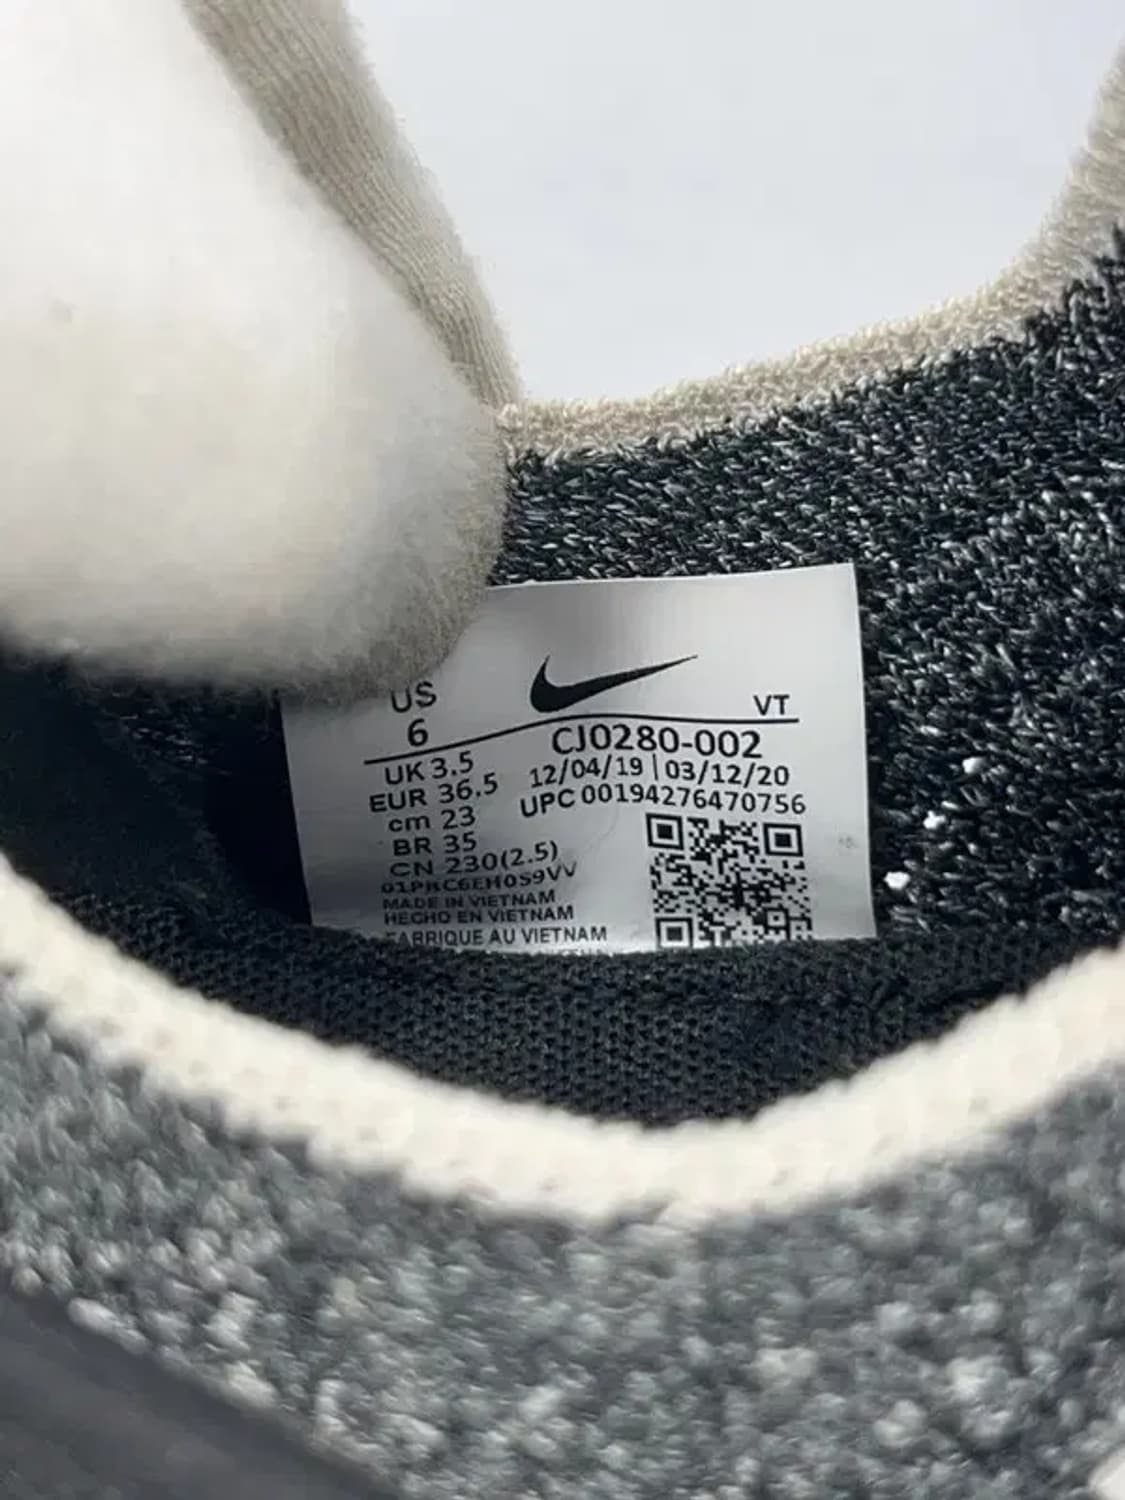 US
6
VT
CJ0280-002
UK 3.5
12/04/19 | 03/12/20
EUR 36.5
UPC 00194276470756
cm 23
BR 35
CN 230(2.5)
MADE IN VIETNAM
HECHO EN VIETNAM
FABRIQUE AU VIETNAM